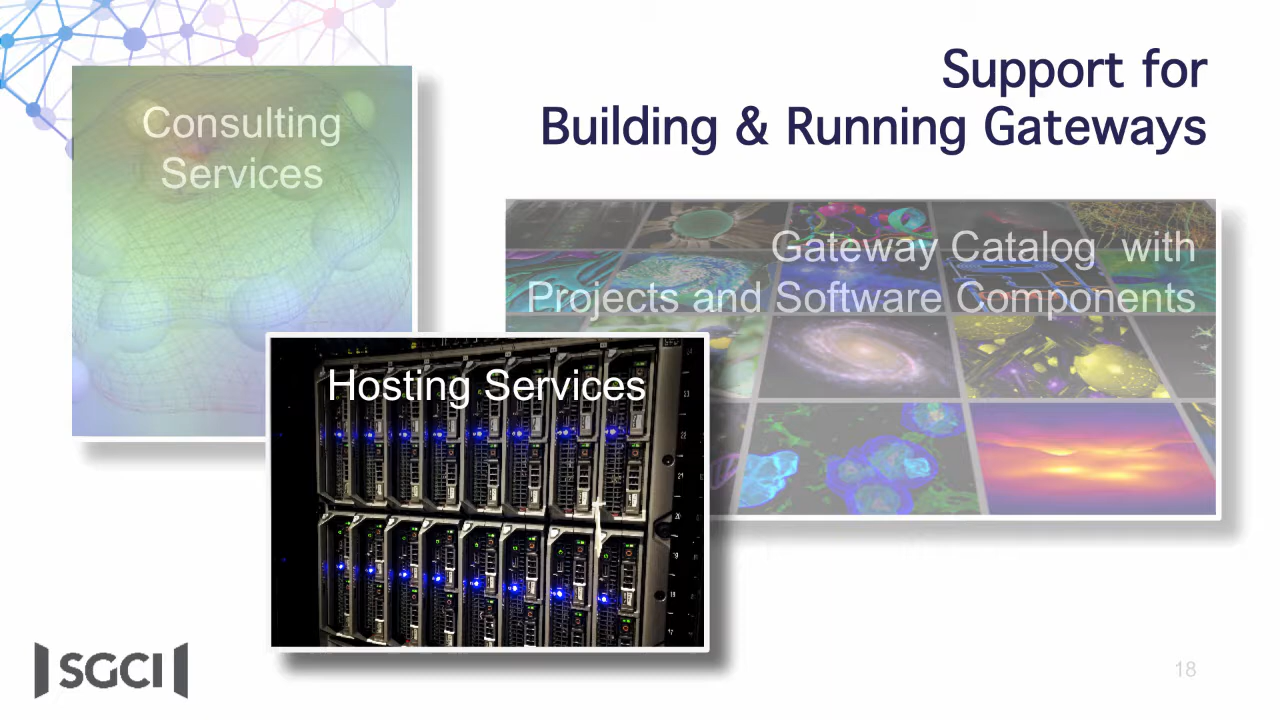 Support for
Building & Running Gateways
Consulting
Services
Gateway Catalog with
Projects and Software Components
Hosting Services
SGCI
18